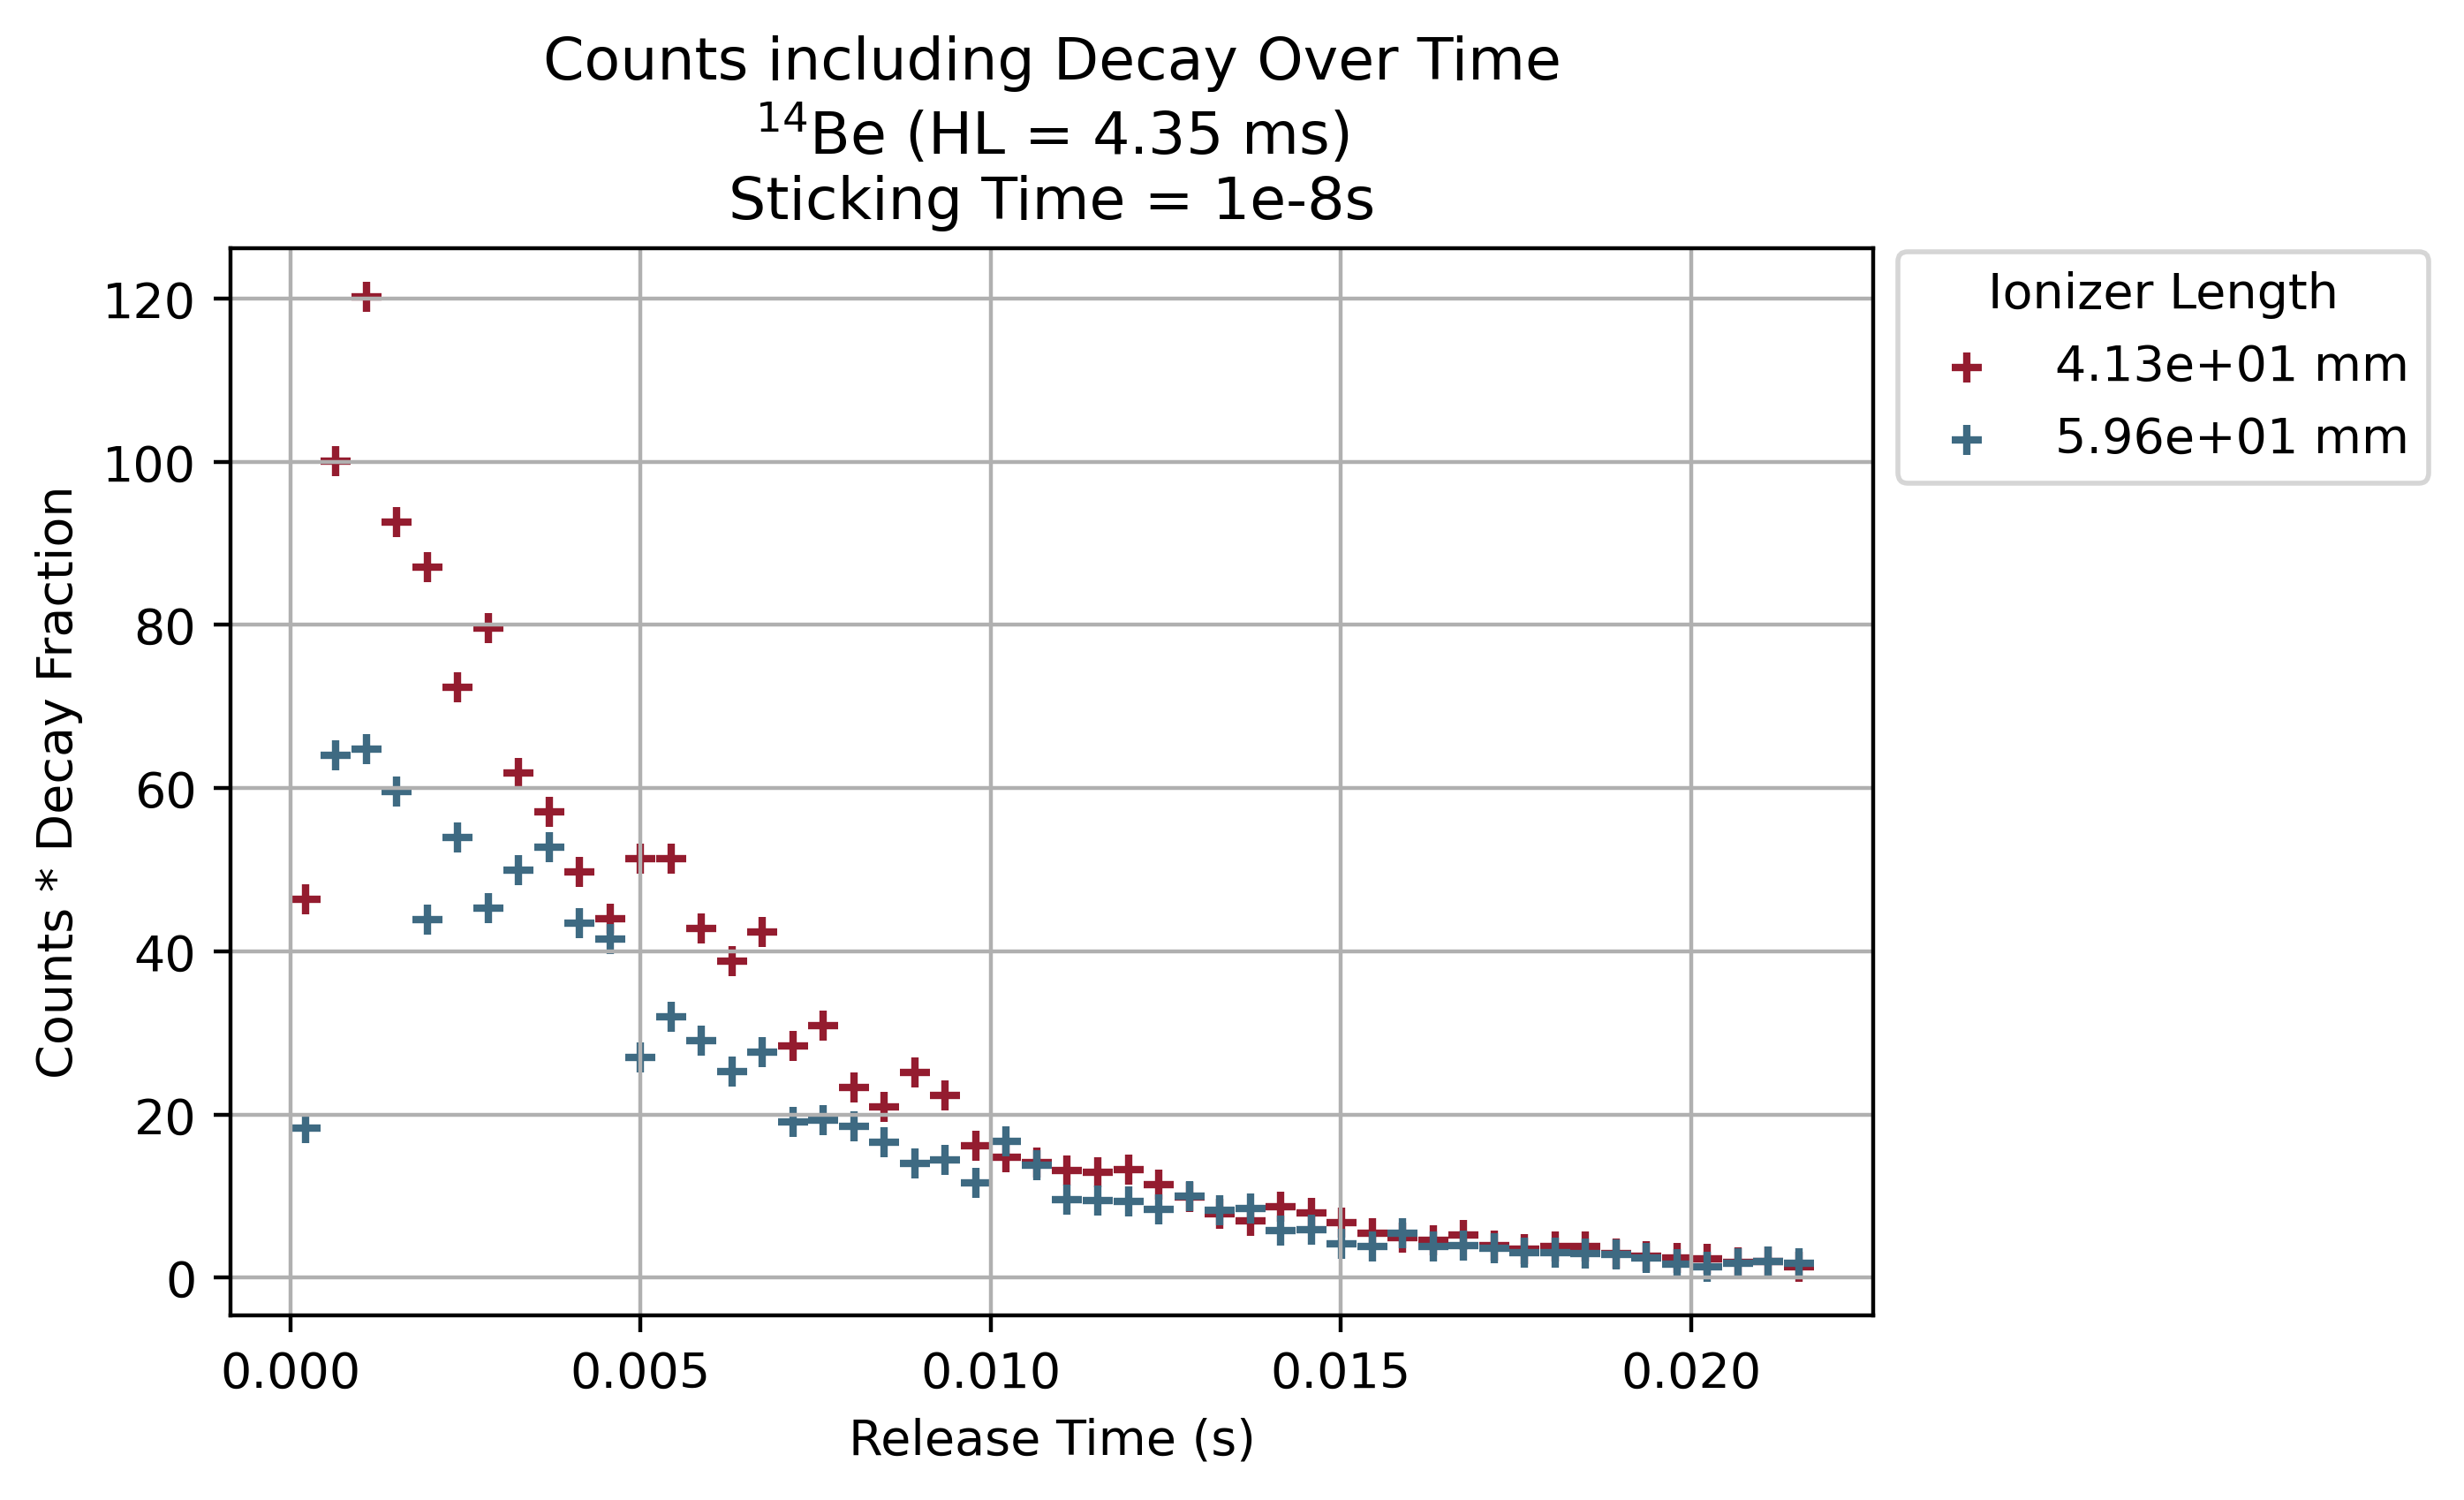 Counts including Decay Over Time
¹⁴Be (HL = 4.35 ms)
Sticking Time = 1e-8s
Counts * Decay Fraction
120
100
80
60
40
20
0
0.000 0.005 0.010 0.015 0.020
Release Time (s)
Ionizer Length
4.13e+01 mm
5.96e+01 mm